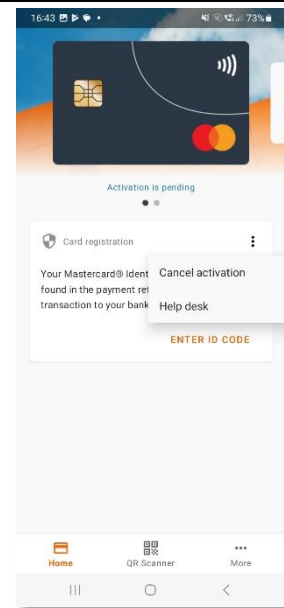 16:43
73%
Activation is pending
Card registration
Your Mastercard® Ident
found in the payment ref
transaction to your bank
Cancel activation
Help desk
ENTER ID CODE
Home
QR Scanner
More